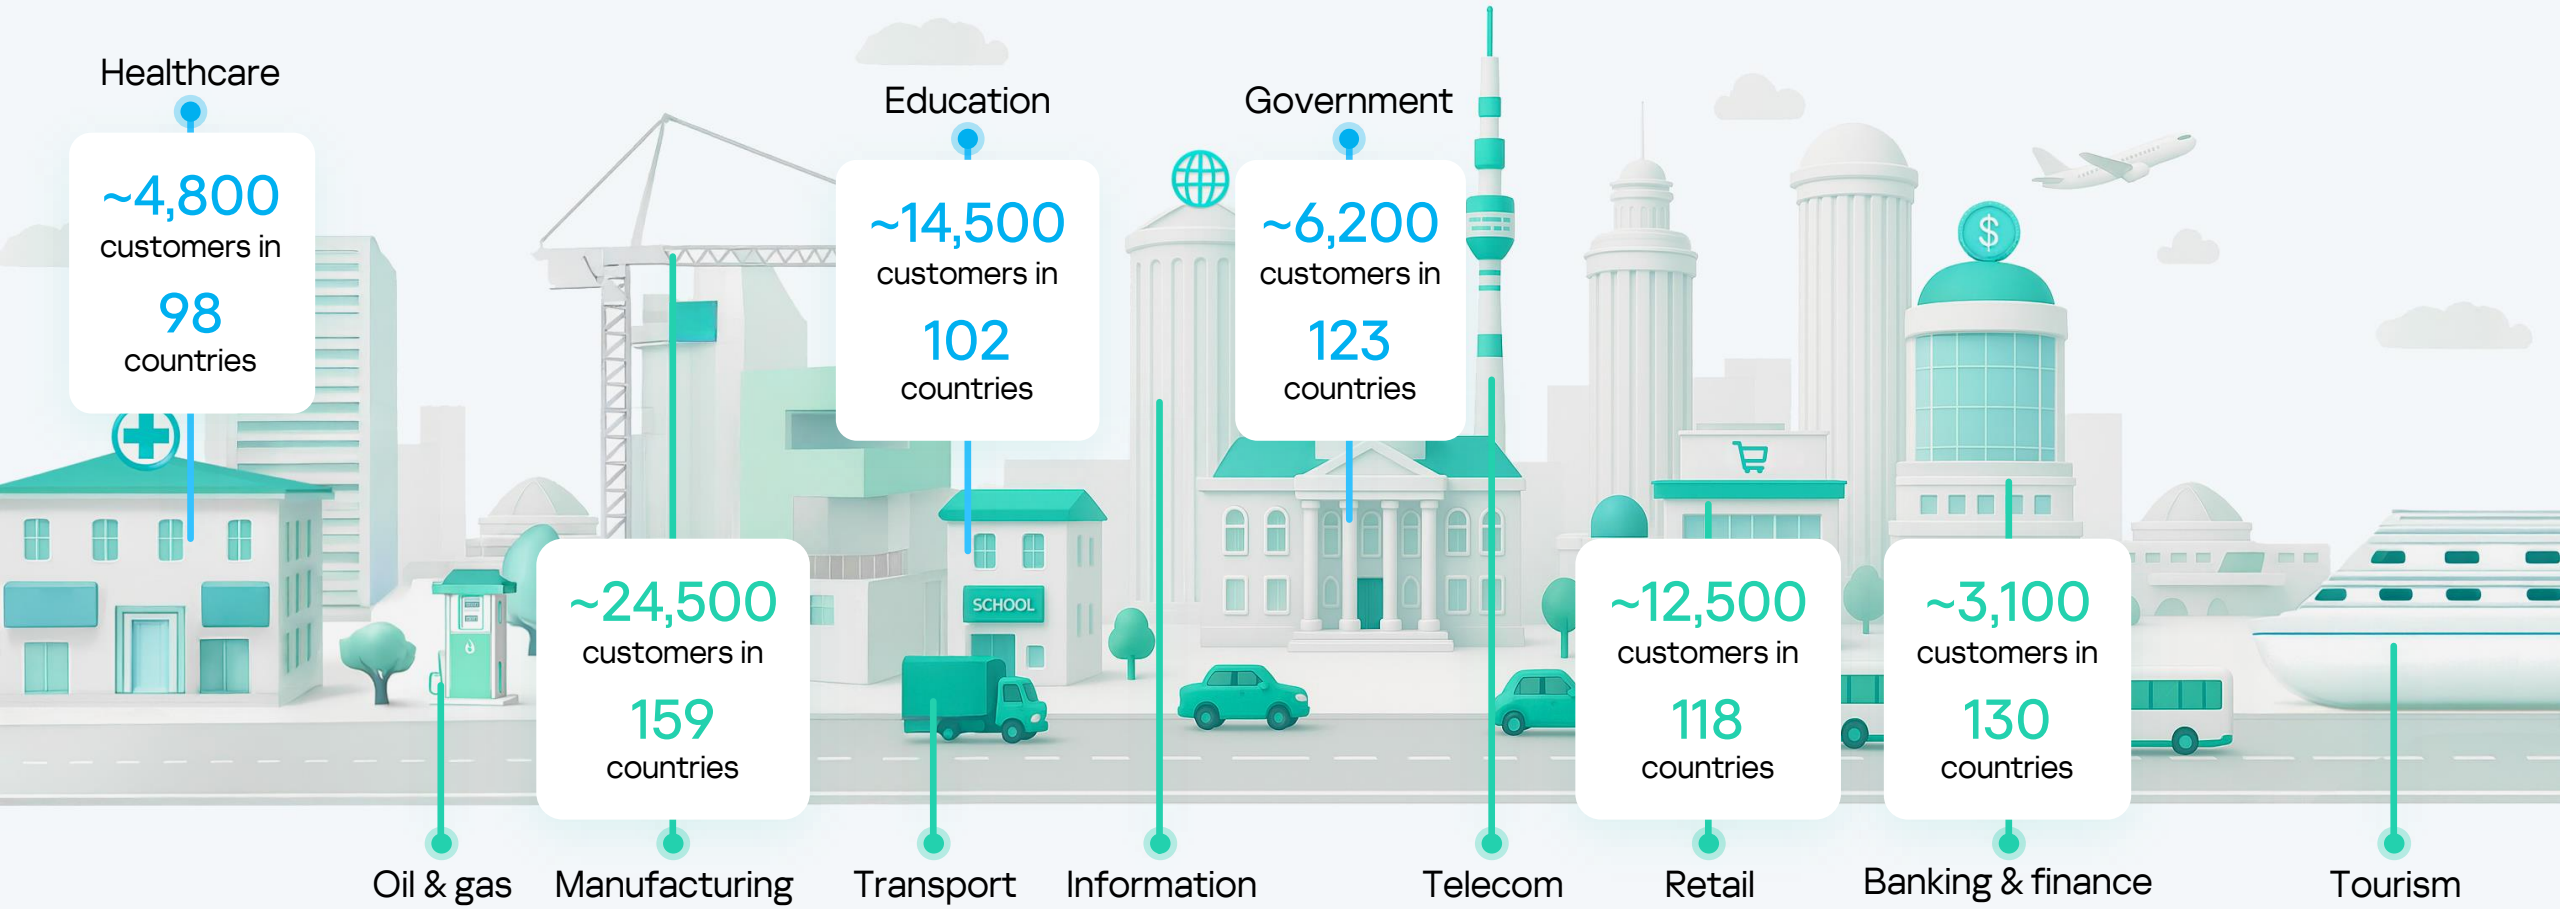 Healthcare
~4,800
customers in
98
countries
Education
~14,500
customers in
102
countries
Government
~6,200
customers in
123
countries
$
SCHOOL
~24,500
customers in
159
countries
~12,500
customers in
118
countries
~3,100
customers in
130
countries
Oil & gas
Manufacturing
Transport
Information
Telecom
Retail
Banking & finance
Tourism